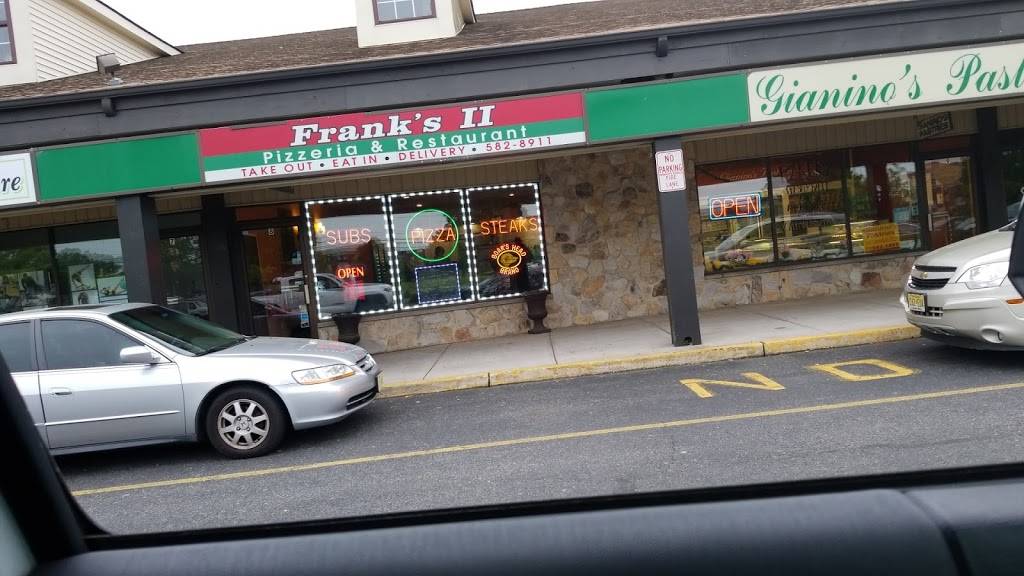 re
Frank's II
Pizzeria & Restaurant
TAKE OUT • EAT IN • DELIVERY • 582-8911
Gianino's Past
NO
PARKING
FIRE
LANE
SUBS
PIZZA
STEAKS
OPEN
BOAR'S HEAD
BRAND
OPEN
NO